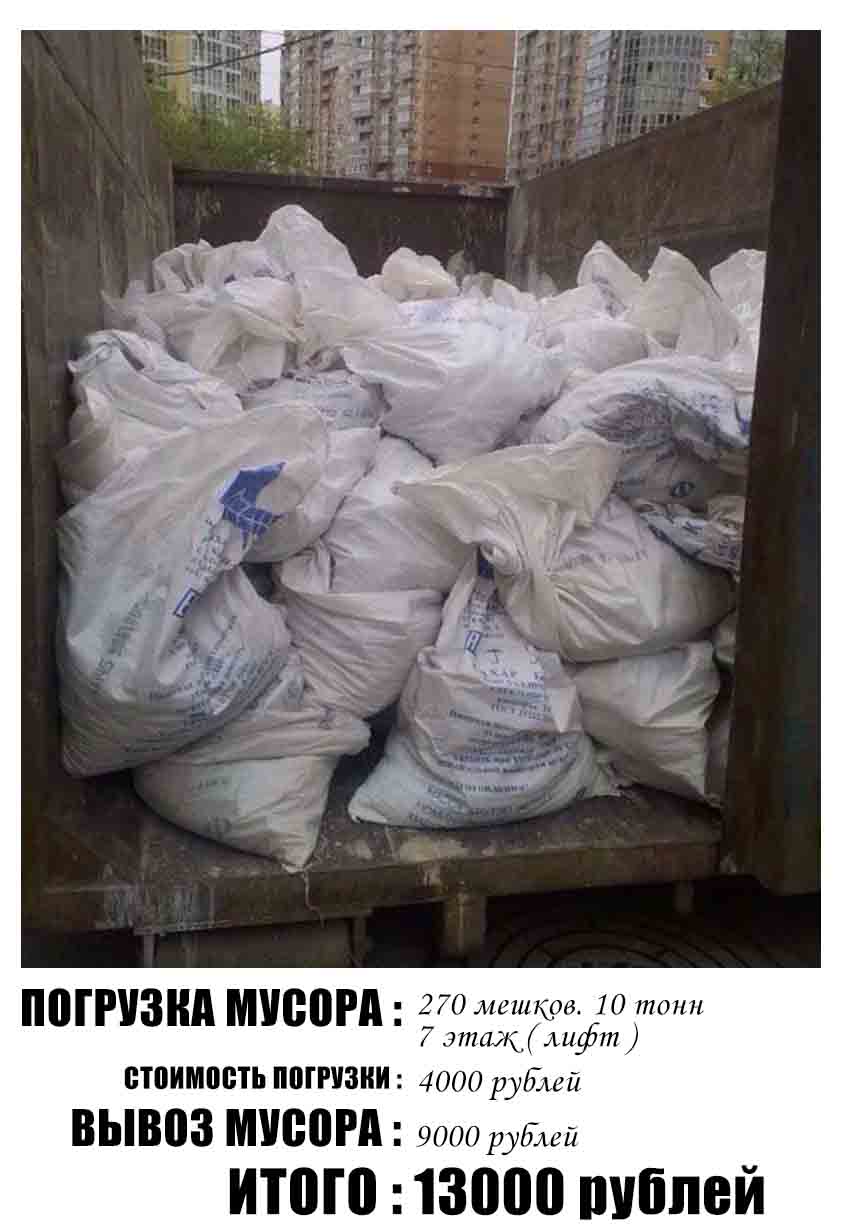 САХАР
ПОГРУЗКА МУСОРА : 270 мешков. 10 тонн
7 этаж ( лифт )
СТОИМОСТЬ ПОГРУЗКИ : 4000 рублей
ВЫВОЗ МУСОРА : 9000 рублей
ИТОГО : 13000 рублей